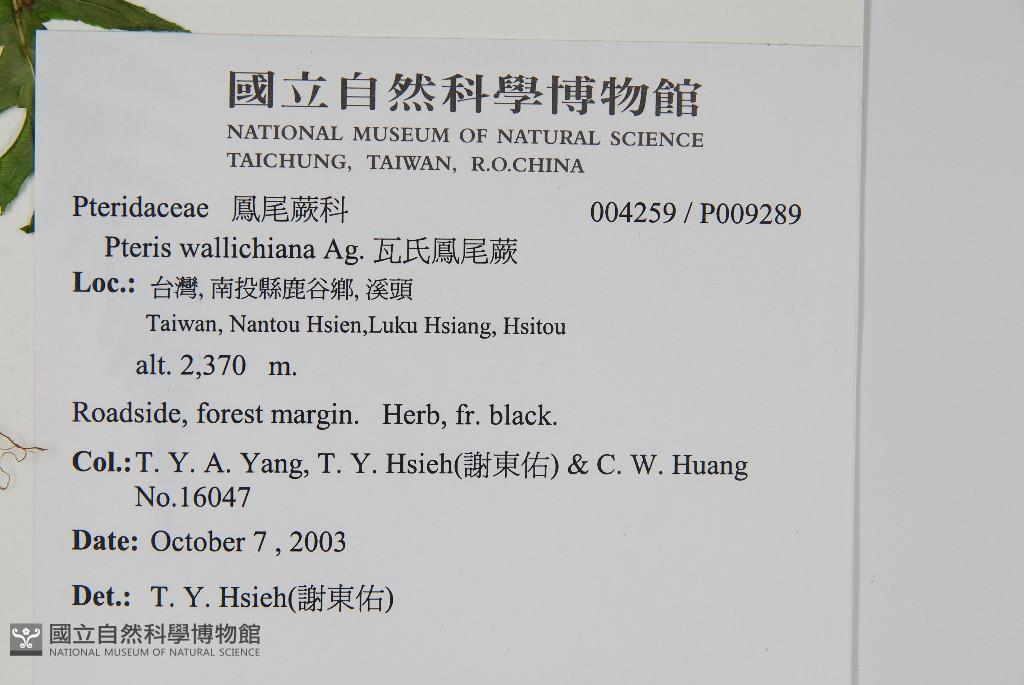 國立自然科學博物館
NATIONAL MUSEUM OF NATURAL SCIENCE
TAICHUNG, TAIWAN, R.O.CHINA
Pteridaceae 鳳尾蕨科 004259 / P009289
Pteris wallichiana Ag. 瓦氏鳳尾蕨
Loc.: 台灣, 南投縣鹿谷鄉, 溪頭
Taiwan, Nantou Hsien,Luku Hsiang, Hsitou
alt. 2,370 m.
Roadside, forest margin. Herb, fr. black.
Col.: T. Y. A. Yang, T. Y. Hsieh(謝東佑) & C. W. Huang
No.16047
Date: October 7 , 2003
Det.: T. Y. Hsieh(謝東佑)
國立自然科學博物館
NATIONAL MUSEUM OF NATURAL SCIENCE